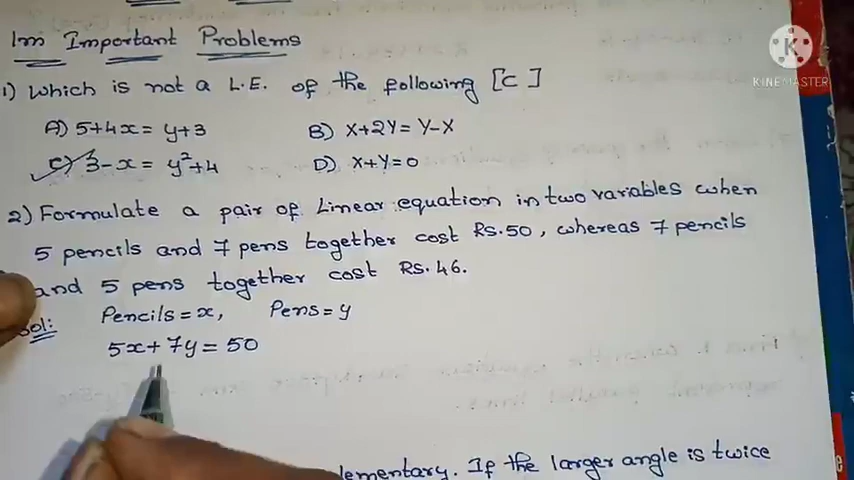 1m Important Problems
KINEMASTER
1) Which is not a L.E. of the following [C]
A) 5+4x = y+3 B) x+2y = y-x
C) 3-x = y²+4 D) x+y=0
2) Formulate a pair of Linear equation in two variables when
5 pencils and 7 pens together cost Rs.50, whereas 7 pencils
and 5 pens together cost Rs.46.
Sol: Pencils = x, Pens = y
5x+7y = 50
lementary. If the larger angle is twice